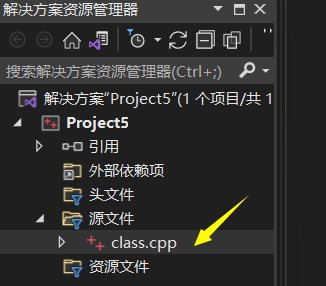 解决方案资源管理器
搜索解决方案资源管理器(Ctrl+;)
解决方案"Project5"(1 个项目/共 1
Project5
引用
外部依赖项
头文件
源文件
class.cpp
资源文件